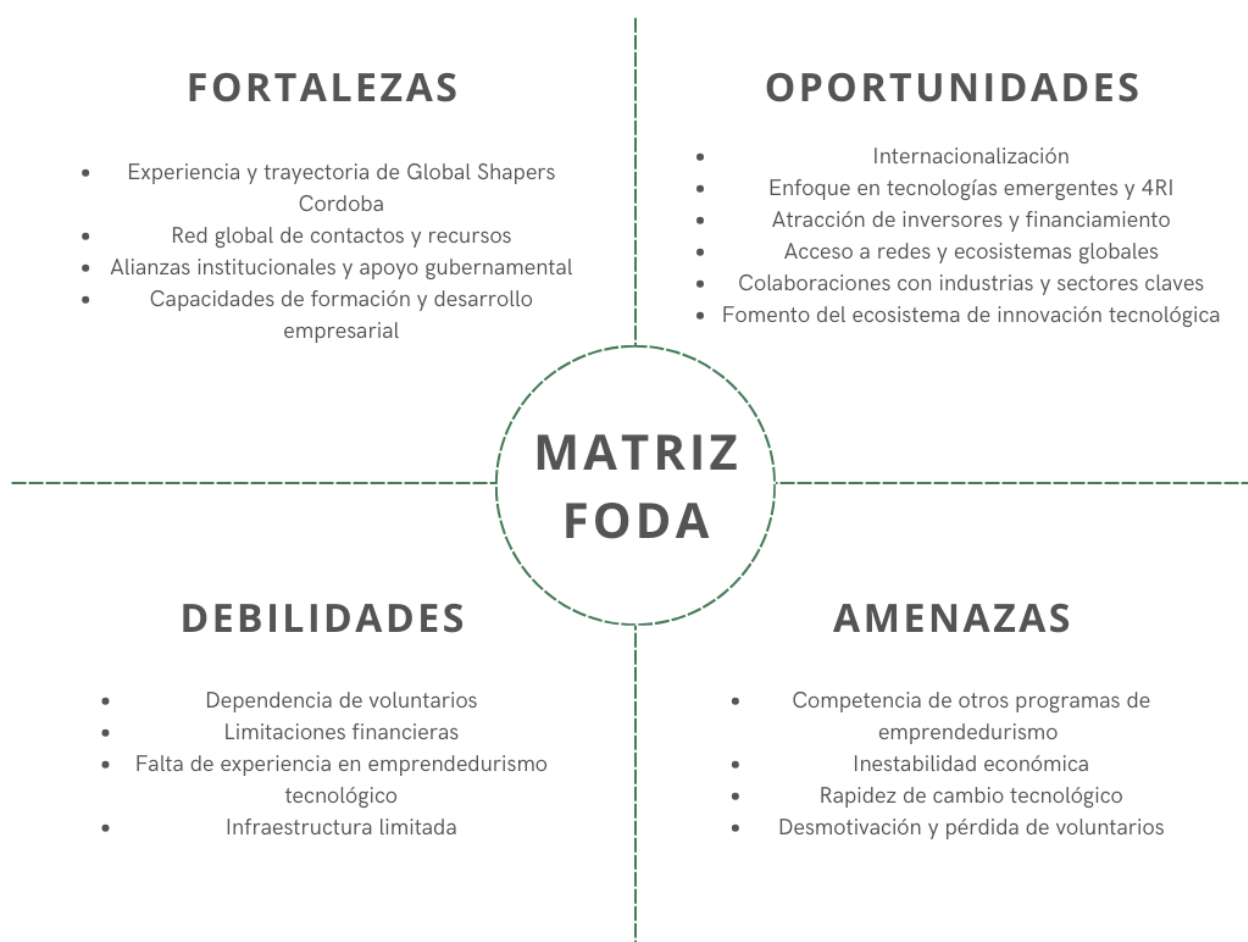 FORTALEZAS
Experiencia y trayectoria de Global Shapers
Cordoba
Red global de contactos y recursos
Alianzas institucionales y apoyo gubernamental
Capacidades de formación y desarrollo
empresarial
OPORTUNIDADES
Internacionalización
Enfoque en tecnologías emergentes y 4RI
Atracción de inversores y financiamiento
Acceso a redes y ecosistemas globales
Colaboraciones con industrias y sectores claves
Fomento del ecosistema de innovación tecnológica
MATRIZ
FODA
DEBILIDADES
Dependencia de voluntarios
Limitaciones financieras
Falta de experiencia en emprendedurismo
tecnológico
Infraestructura limitada
AMENAZAS
Competencia de otros programas de
emprendedurismo
Inestabilidad económica
Rapidez de cambio tecnológico
Desmotivación y pérdida de voluntarios